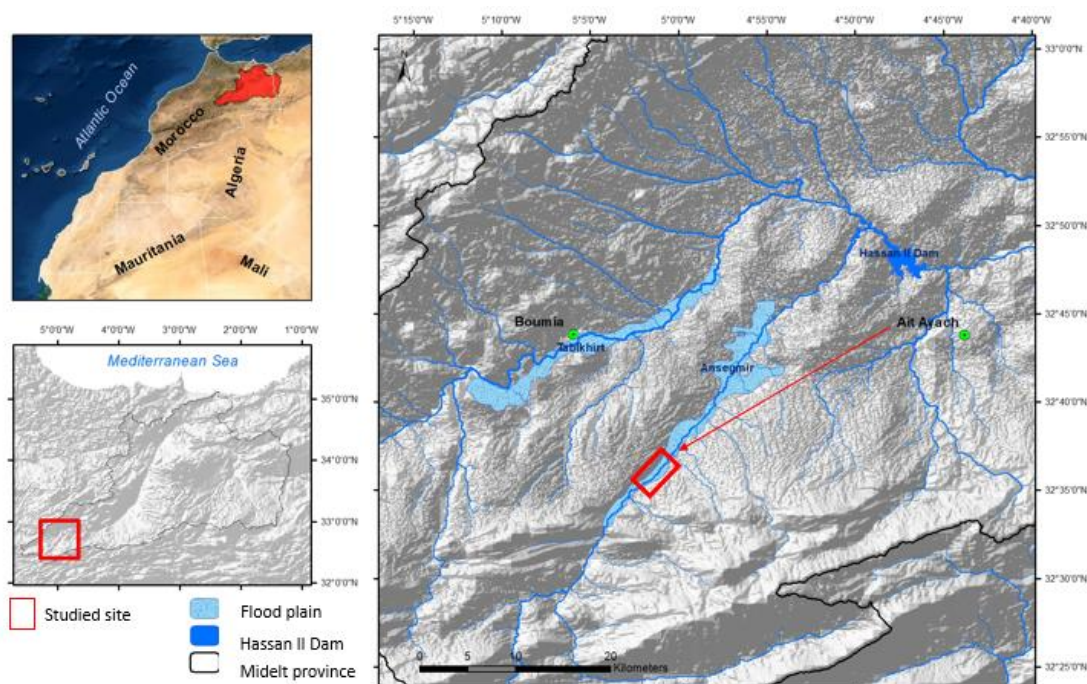 Atlantic Ocean
Morocco
Algeria
Mauritania
Mali
5°0'0"W 4°0'0"W 3°0'0"W 2°0'0"W 1°0'0"W
Mediterranean Sea
35°0'0"N
34°0'0"N
33°0'0"N
32°0'0"N
Studied site
Flood plain
Hassan II Dam
Midelt province
5°15'0"W 5°10'0"W 5°5'0"W 5°0'0"W 4°55'0"W 4°50'0"W 4°45'0"W 4°40'0"W
N
33°0'0"N
32°55'0"N
32°50'0"N
32°45'0"N
32°40'0"N
32°35'0"N
32°30'0"N
32°25'0"N
Hassan II Dam
Boumia
Ait Ayach
Tabikhirt
Ansegmir
0 5 10 20
Kilometers